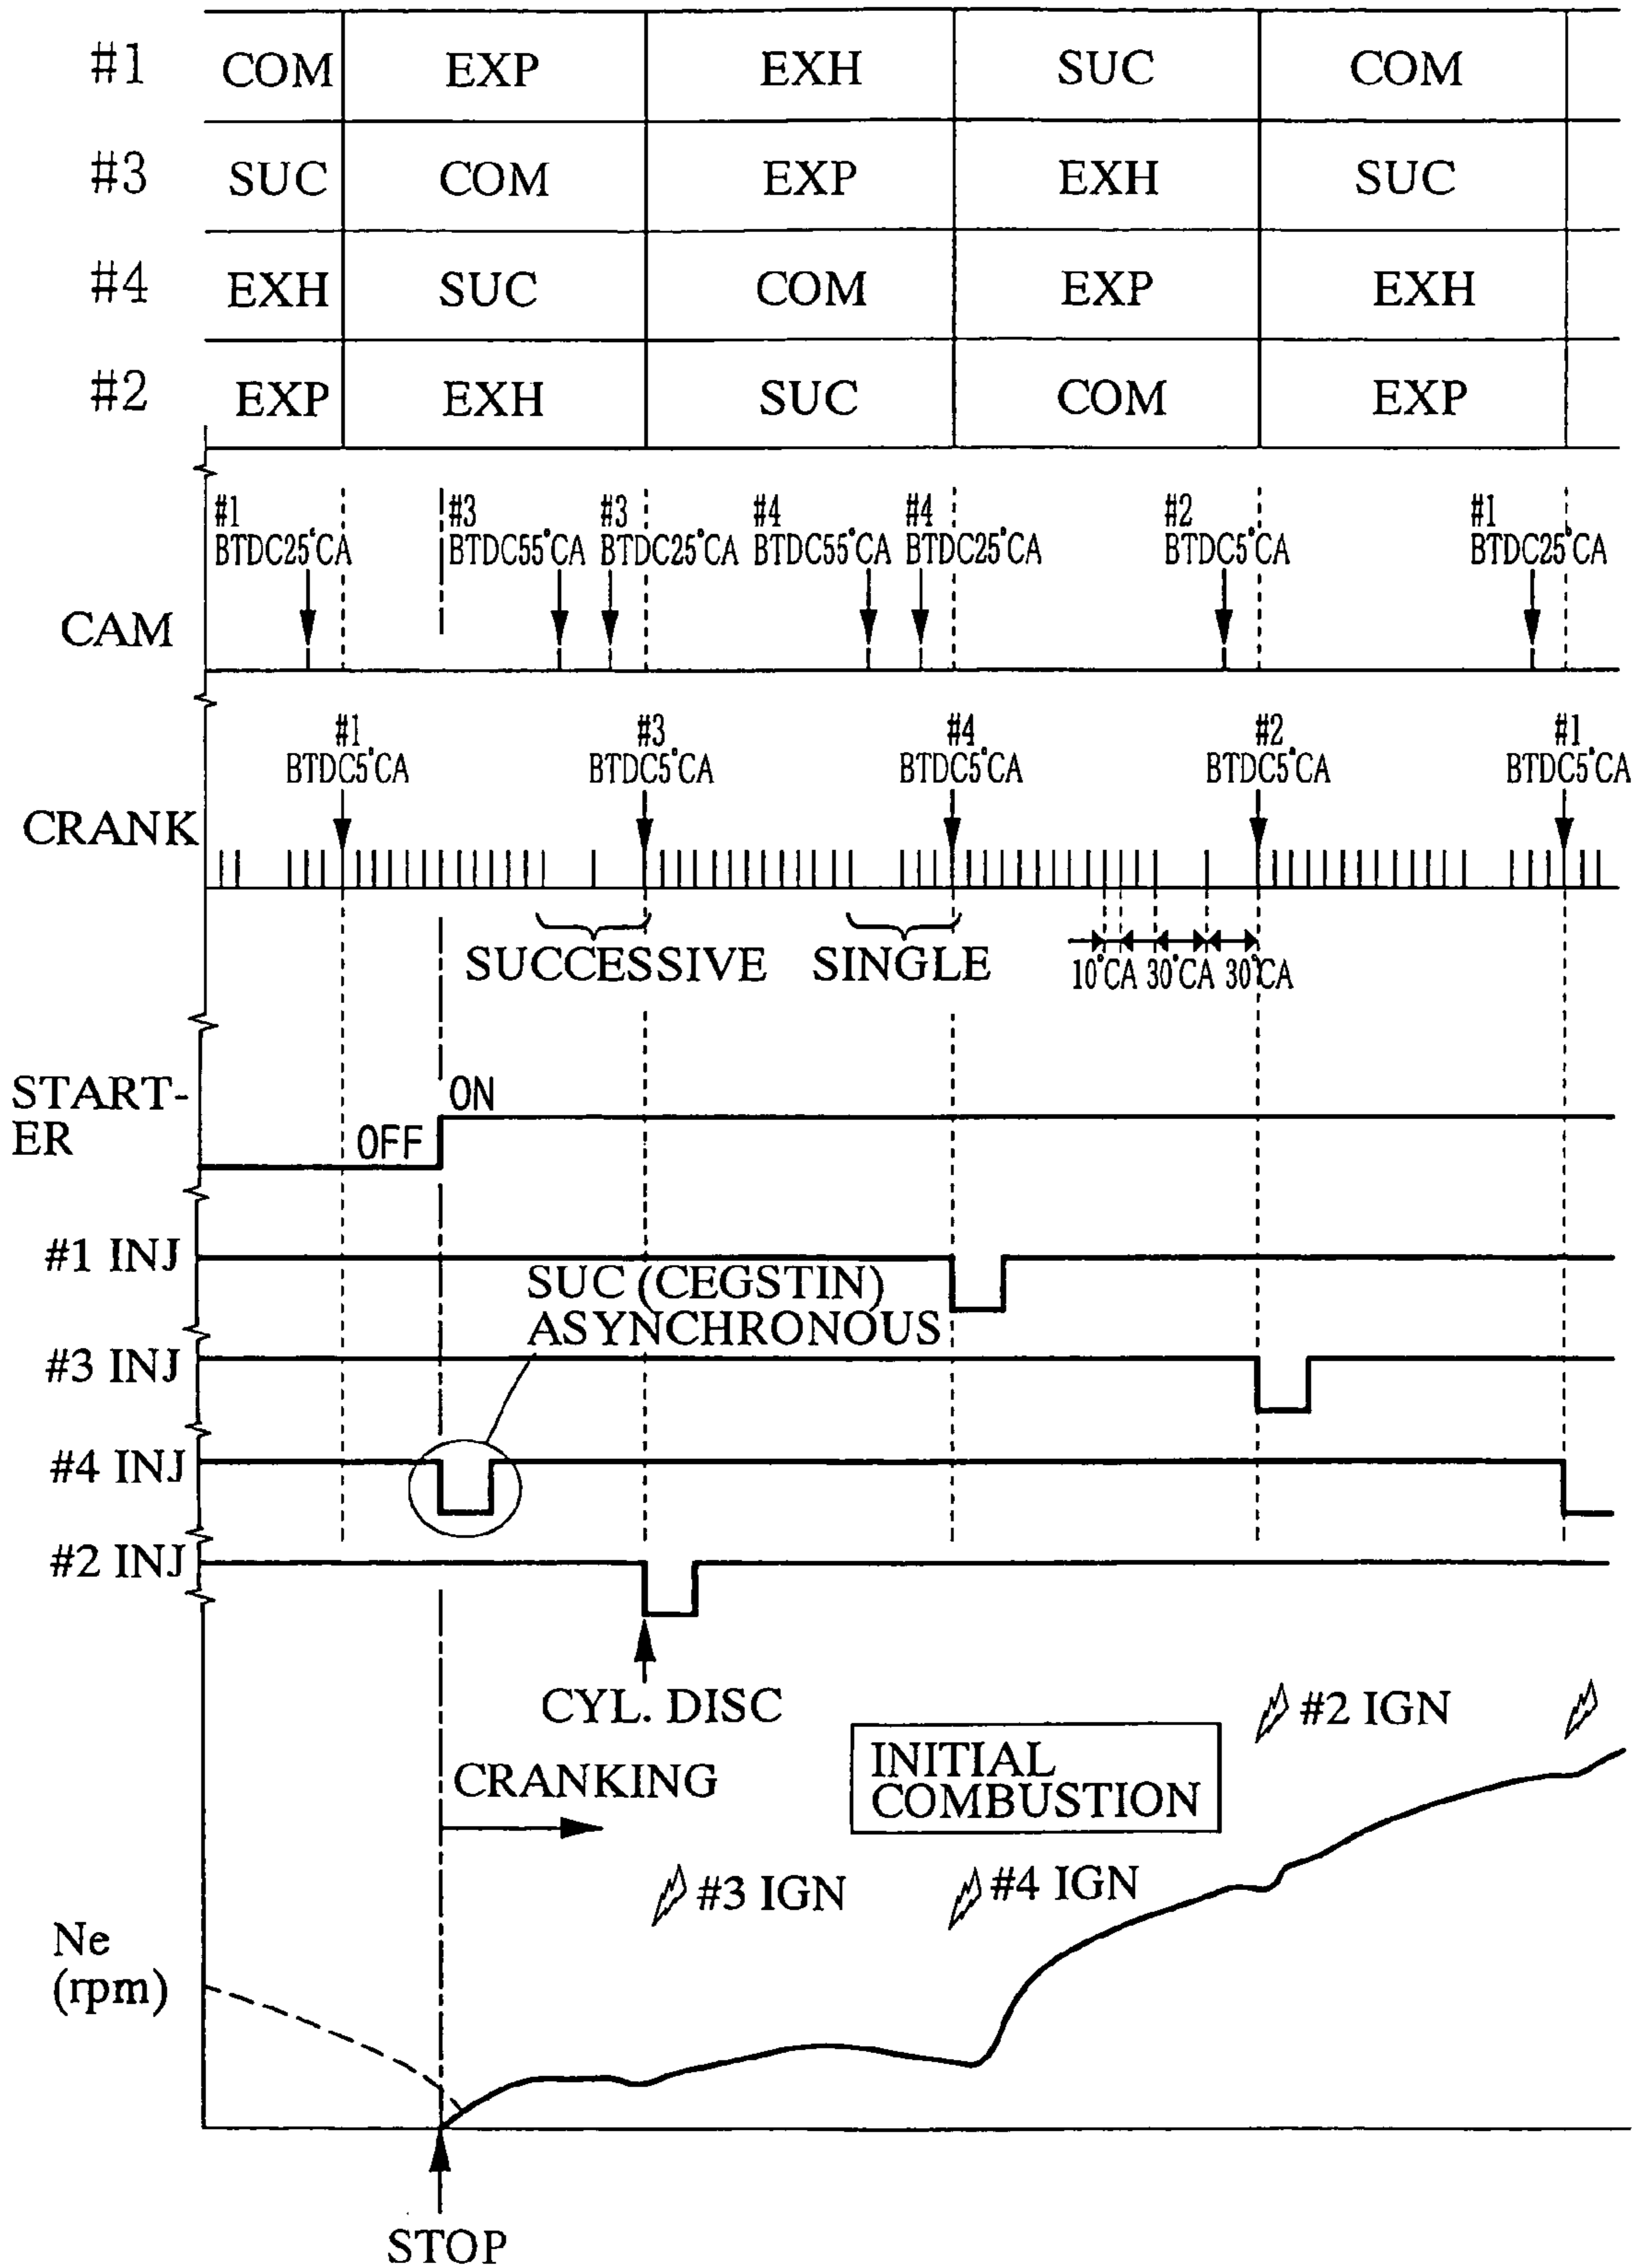 #1 COM EXP EXH SUC COM
#3 SUC COM EXP EXH SUC
#4 EXH SUC COM EXP EXH
#2 EXP EXH SUC COM EXP
#1 #3 #3 #4 #4 #2 #1
BTDC25°CA BTDC55°CA BTDC25°CA BTDC55°CA BTDC25°CA BTDC5°CA BTDC25°CA
CAM
#1 #3 #4 #2 #1
BTDC5°CA BTDC5°CA BTDC5°CA BTDC5°CA BTDC5°CA
CRANK
SUCCESSIVE SINGLE
10°CA 30°CA 30°CA
START-
ER
ON
OFF
#1 INJ
SUC (CEGSTIN)
ASYNCHRONOUS
#3 INJ
#4 INJ
#2 INJ
CYL. DISC
#2 IGN
INITIAL
COMBUSTION
CRANKING
#3 IGN
#4 IGN
Ne
(rpm)
STOP